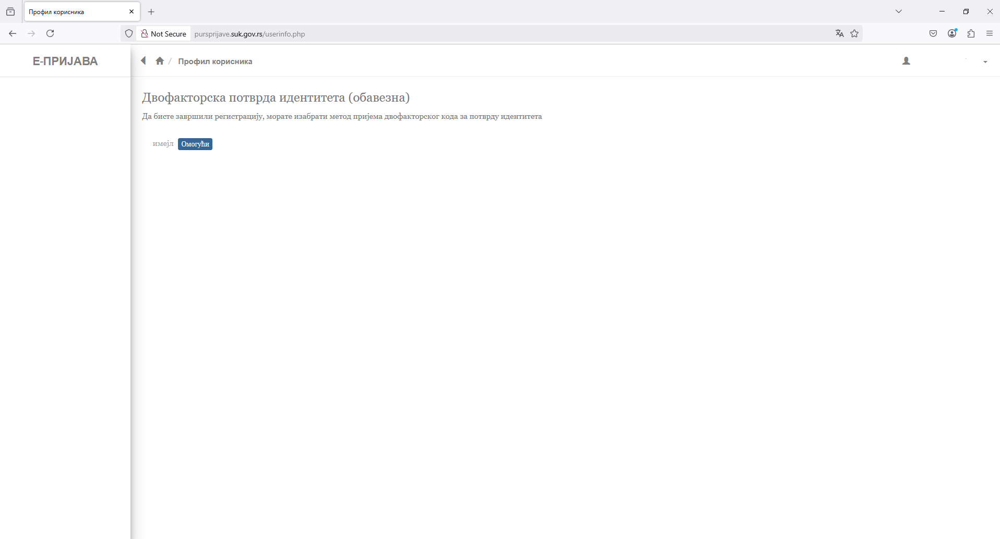 Профил корисника
Not Secure
pursprijave.suk.gov.rs/userinfo.php
Е-ПРИЈАВА
/ Профил корисника
Двофакторска потврда идентитета (обавезна)
Да бисте завршили регистрацију, морате изабрати метод пријема двофакторског кода за потврду идентитета
имејл Омогући